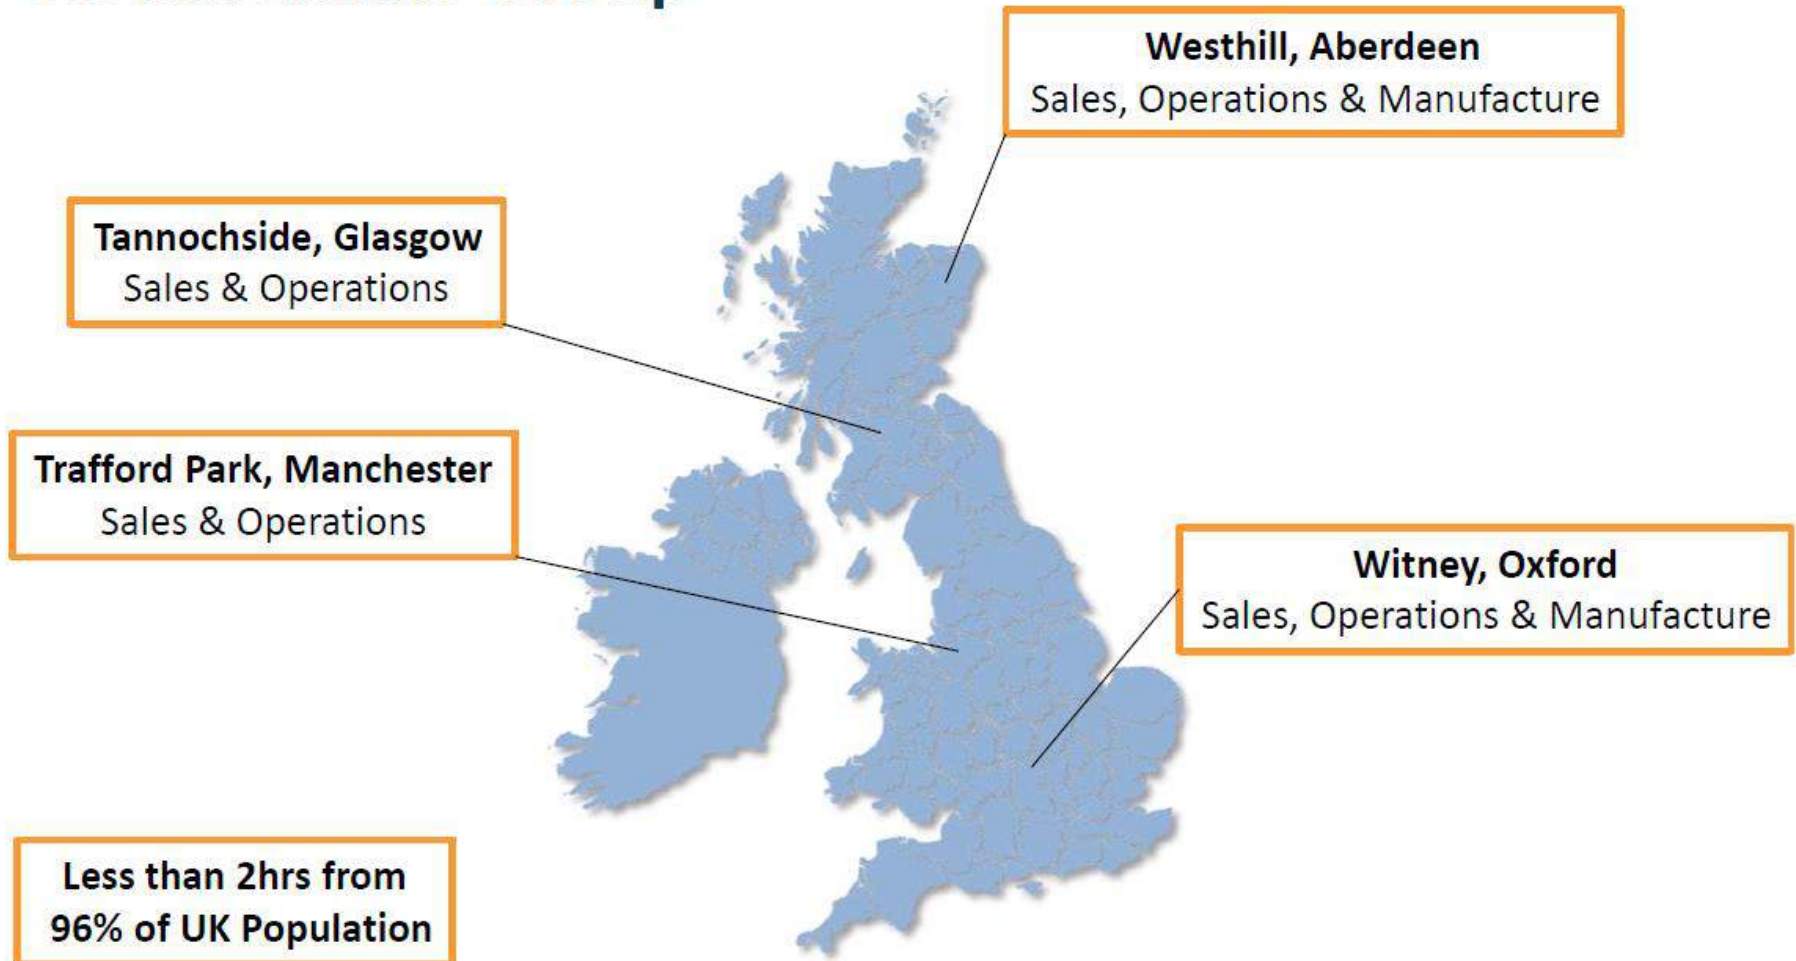 Westhill, Aberdeen
Sales, Operations & Manufacture
Tannochside, Glasgow
Sales & Operations
Trafford Park, Manchester
Sales & Operations
Witney, Oxford
Sales, Operations & Manufacture
Less than 2hrs from
96% of UK Population